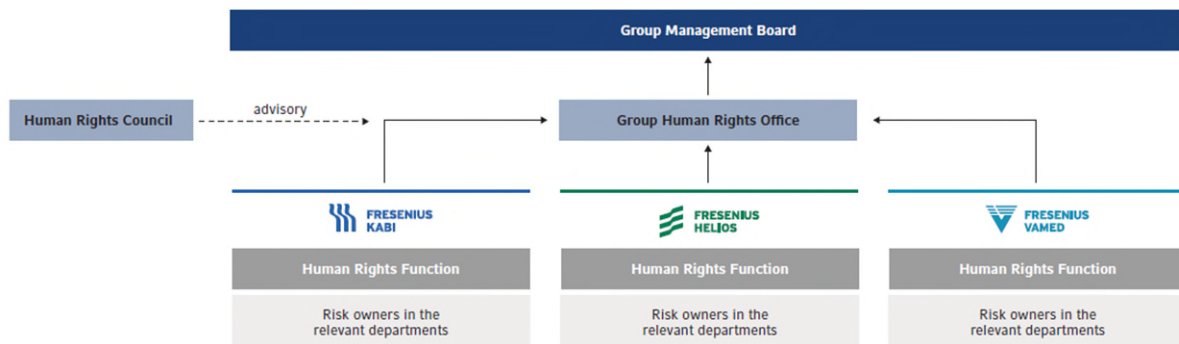 Group Management Board
Human Rights Council
advisory
Group Human Rights Office
FRESENIUS
KABI
FRESENIUS
HELIOS
FRESENIUS
VAMED
Human Rights Function
Human Rights Function
Human Rights Function
Risk owners in the
relevant departments
Risk owners in the
relevant departments
Risk owners in the
relevant departments